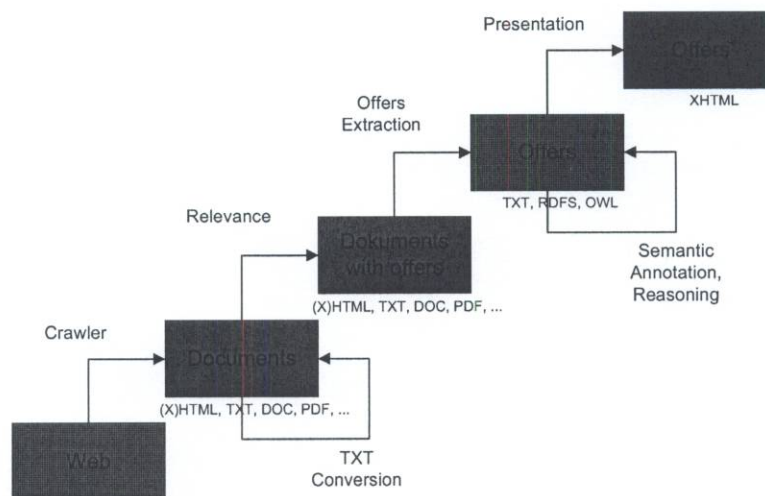 Presentation
Offers
XHTML
Offers
Extraction
Offers
TXT, RDFS, OWL
Semantic
Annotation,
Reasoning
Relevance
Dokuments
with offers
(X)HTML, TXT, DOC, PDF, ...
Crawler
Documents
(X)HTML, TXT, DOC, PDF, ...
TXT
Conversion
Web